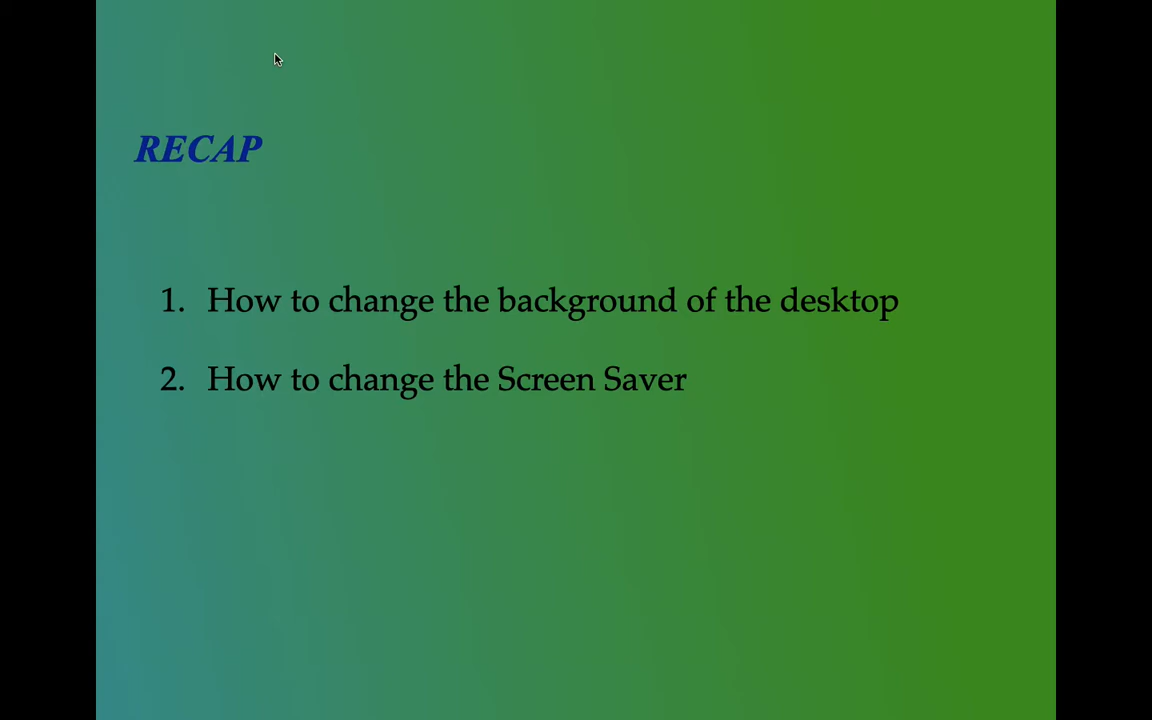 RECAP
1. How to change the background of the desktop
2. How to change the Screen Saver